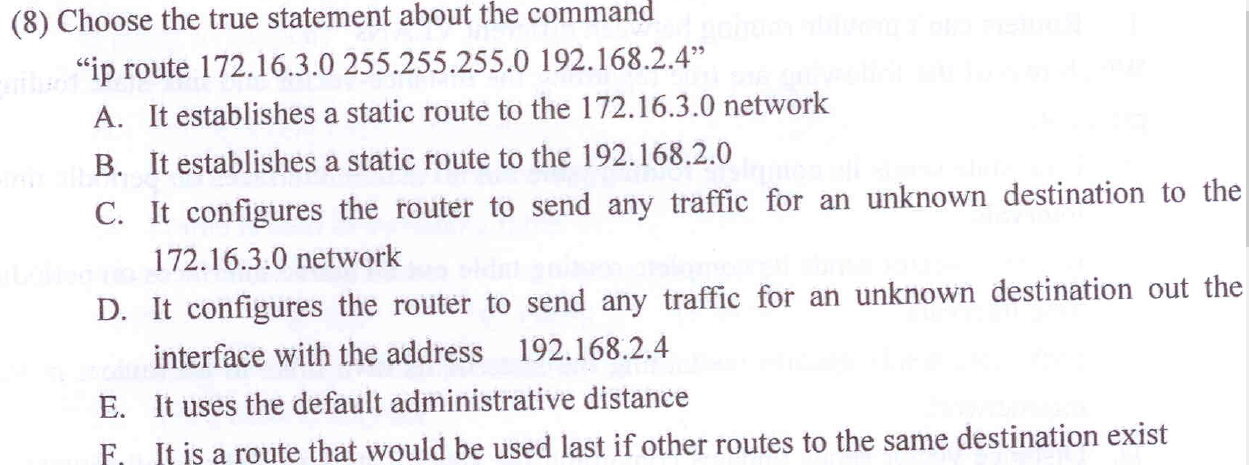 (8) Choose the true statement about the command
“ip route 172.16.3.0 255.255.255.0 192.168.2.4”
A. It establishes a static route to the 172.16.3.0 network
B. It establishes a static route to the 192.168.2.0
C. It configures the router to send any traffic for an unknown destination to the
172.16.3.0 network
D. It configures the router to send any traffic for an unknown destination out the
interface with the address 192.168.2.4
E. It uses the default administrative distance
F. It is a route that would be used last if other routes to the same destination exist